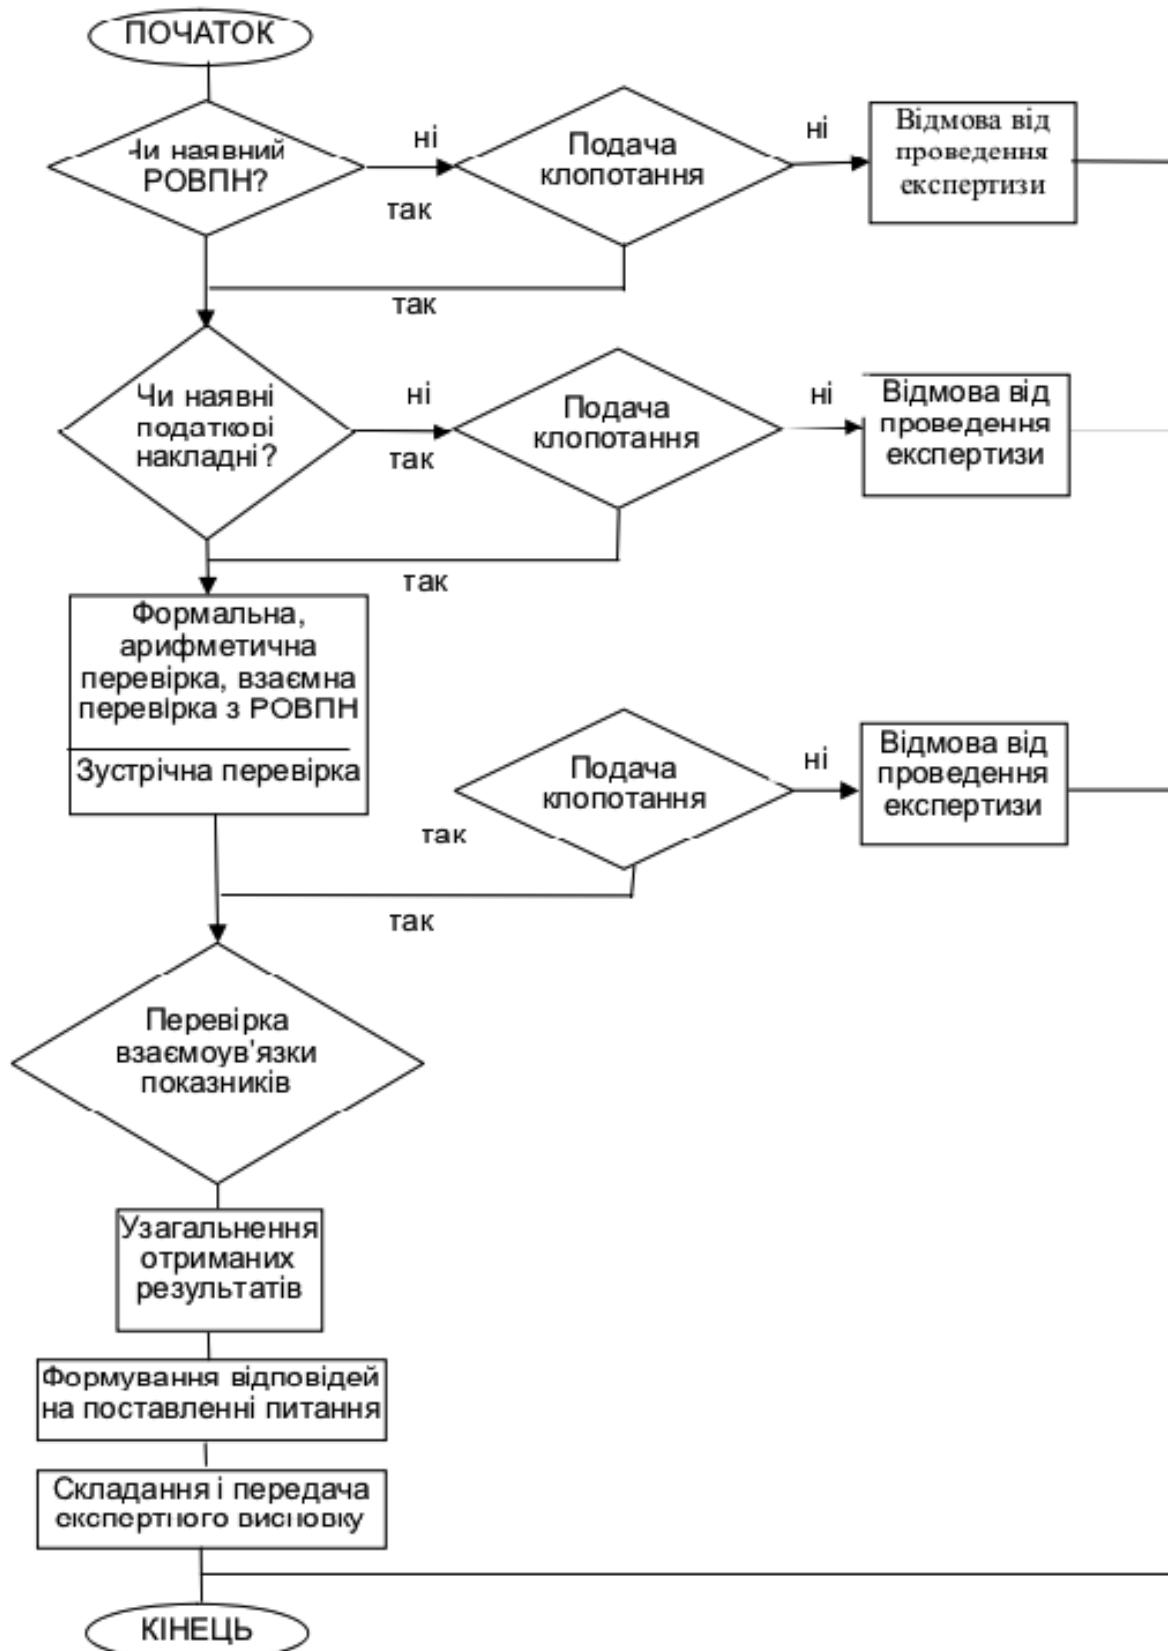 ПОЧАТОК
Чи наявний
РОВПН?
ні
так
Подача
клопотання
ні
Відмова від
проведення
експертизи
так
Чи наявні
податкові
накладні?
ні
так
Подача
клопотання
ні
Відмова від
проведення
експертизи
так
Формальна,
арифметична
перевірка, взаємна
перевірка з РОВПН
Зустрічна перевірка
Подача
клопотання
ні
Відмова від
проведення
експертизи
так
так
Перевірка
взаємоув'язки
показників
Узагальнення
отриманих
результатів
Формування відповідей
на поставленні питання
Складання і передача
експертного висновку
КІНЕЦЬ